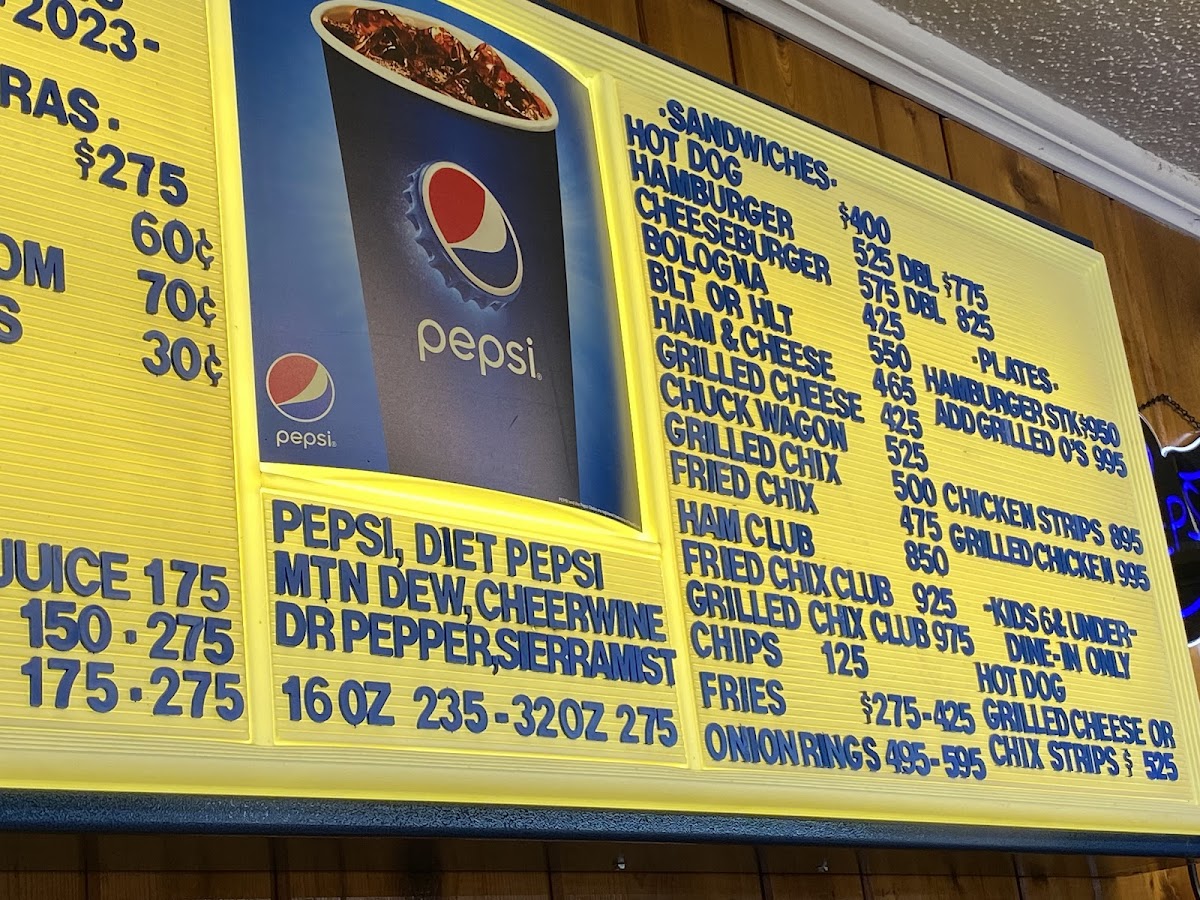 2023-
RAS.
$275
60¢
OM 70¢
S 30¢
JUICE 175
150 - 275
175 - 275
pepsi
pepsi
PEPSI, DIET PEPSI
MTN DEW, CHEERWINE
DR PEPPER, SIERRAMIST
16 OZ 235-32OZ 275
·SANDWICHES·
HOT DOG $400
HAMBURGER 525 DBL $775
CHEESEBURGER 575 DBL 825
BOLOGNA 425
BLT OR HLT 550
HAM & CHEESE 465
GRILLED CHEESE 425
CHUCK WAGON 525
GRILLED CHIX 500
FRIED CHIX 475
HAM CLUB 850
FRIED CHIX CLUB 925
GRILLED CHIX CLUB 975
CHIPS 125
FRIES $275-425
ONION RINGS 495-595
·PLATES·
HAMBURGER STK $950
ADD GRILLED O'S 995
CHICKEN STRIPS 895
GRILLED CHICKEN 995
-KIDS 6 & UNDER-
DINE-IN ONLY
HOT DOG
GRILLED CHEESE OR
CHIX STRIPS $ 525